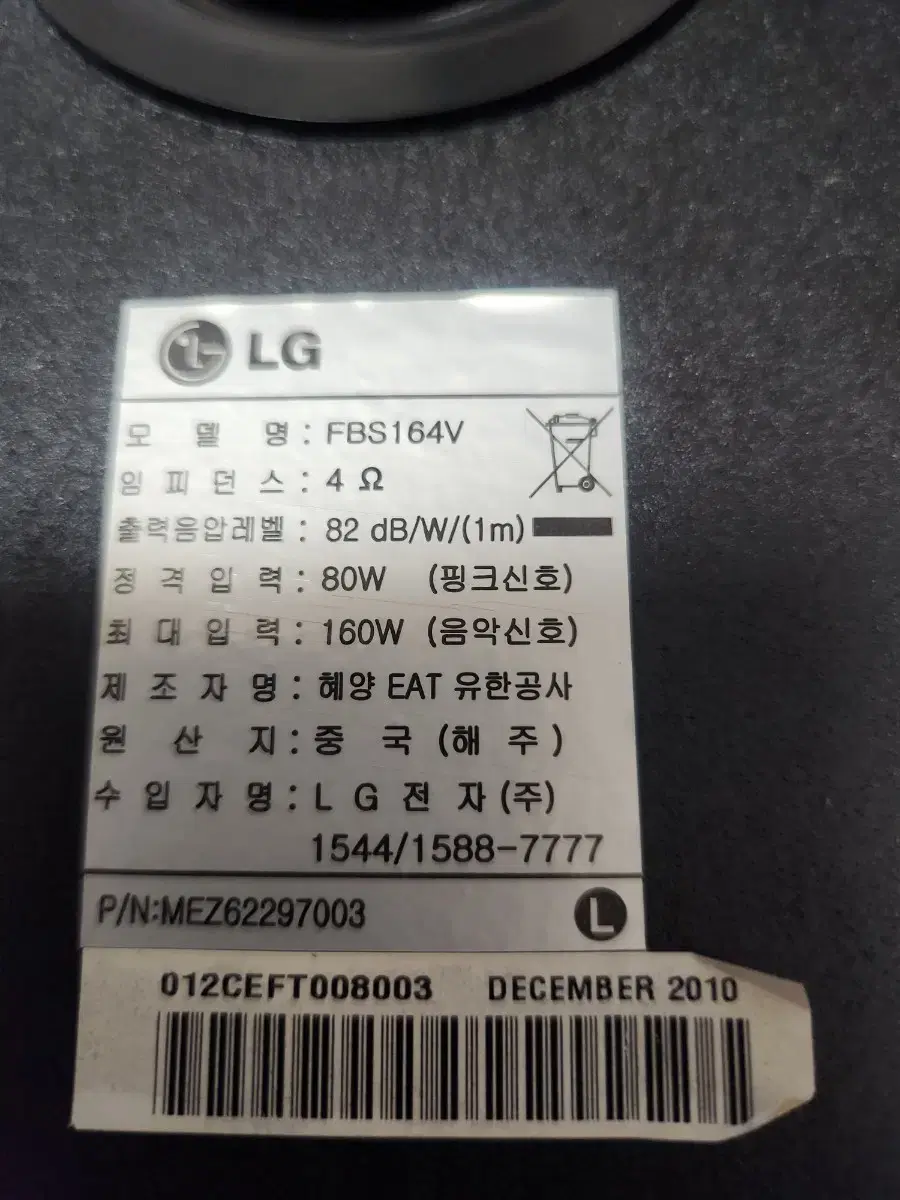 LG
모 델 명 : FBS164V
임 피 던 스 : 4 Ω
출력음압레벨 : 82 dB/W/(1m)
정 격 입 력 : 80W (핑크신호)
최 대 입 력 : 160W (음악신호)
제 조 자 명 : 혜양 EAT 유한공사
원 산 지 : 중 국 (해 주)
수 입 자 명 : L G 전 자 (주)
1544/1588-7777
P/N:MEZ62297003 L
012CEFT008003 DECEMBER 2010